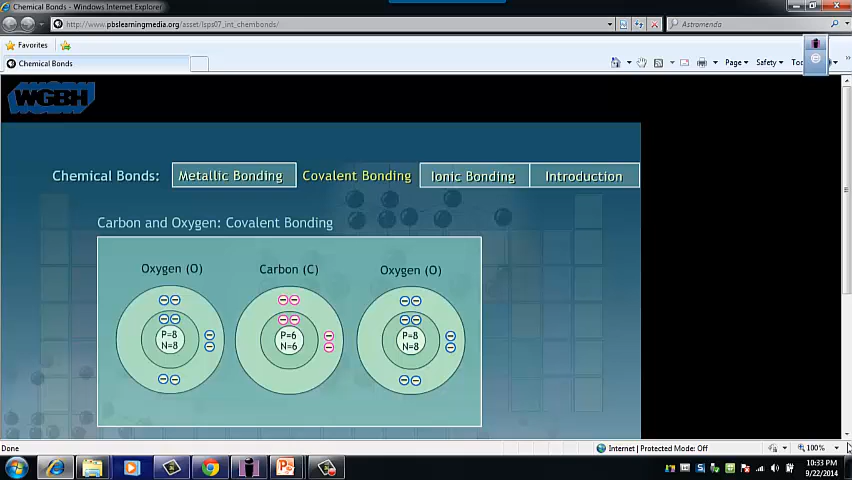 Chemical Bonds - Windows Internet Explorer
http://www.pbslearningmedia.org/asset/lsps07_int_chembonds/
Astromenda
Favorites
Chemical Bonds
Page
Safety
WGBH
Chemical Bonds: Metallic Bonding Covalent Bonding Ionic Bonding Introduction
Carbon and Oxygen: Covalent Bonding
Oxygen (O) Carbon (C) Oxygen (O)
P=8 P=6 P=8
N=8 N=6 N=8
Done
Internet | Protected Mode: Off
100%
10:33 PM
9/22/2014